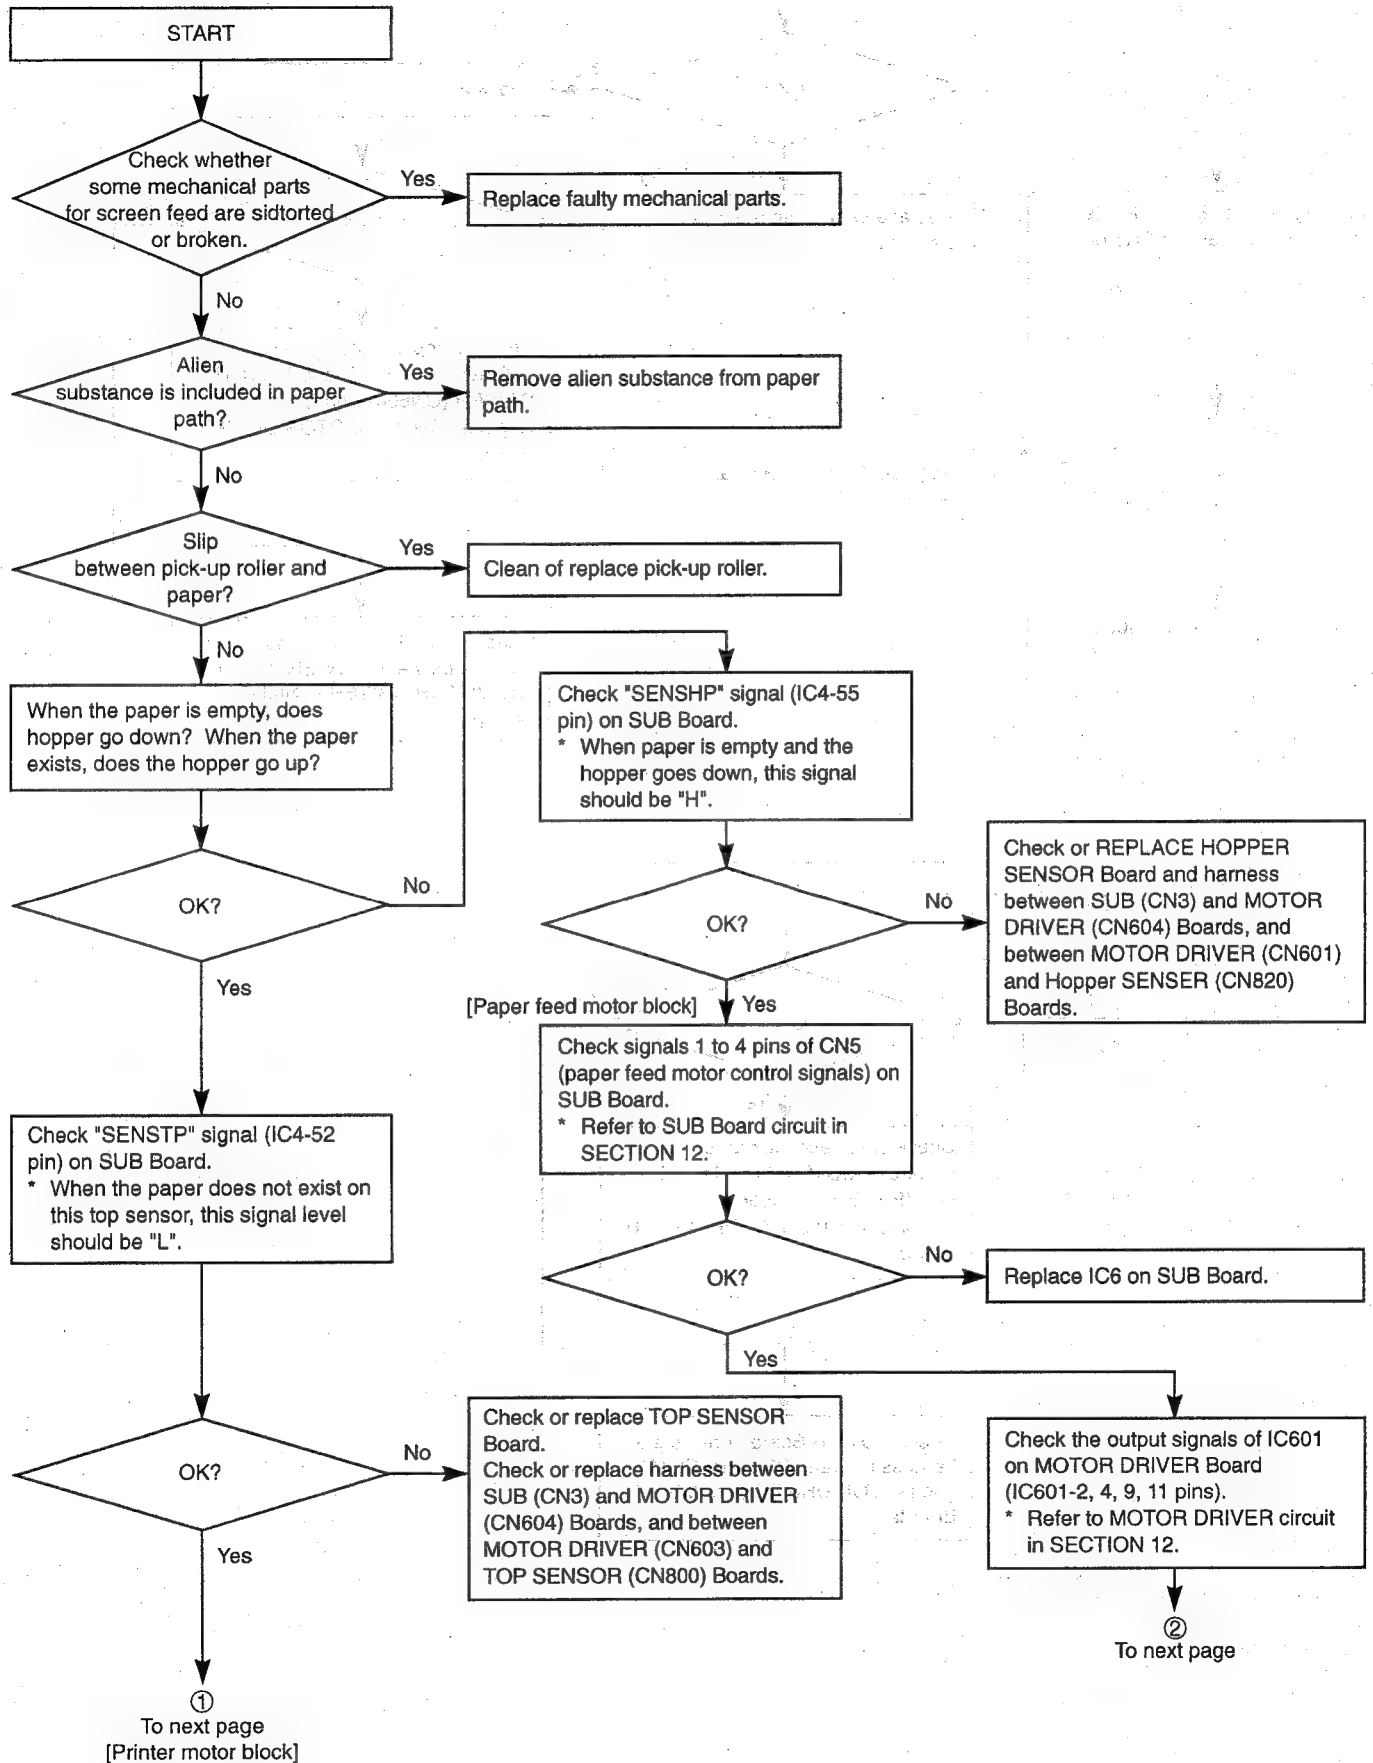 START
Check whether
some mechanical parts
for screen feed are sidtorted
or broken.
Yes
Replace faulty mechanical parts.
No
Alien
substance is included in paper
path?
Yes
Remove alien substance from paper
path.
No
Slip
between pick-up roller and
paper?
Yes
Clean of replace pick-up roller.
No
When the paper is empty, does
hopper go down? When the paper
exists, does the hopper go up?
OK?
No
Check "SENSHP" signal (IC4-55
pin) on SUB Board.
* When paper is empty and the
hopper goes down, this signal
should be "H".
OK?
No
Check or REPLACE HOPPER
SENSOR Board and harness
between SUB (CN3) and MOTOR
DRIVER (CN604) Boards, and
between MOTOR DRIVER (CN601)
and Hopper SENSER (CN820)
Boards.
Yes
[Paper feed motor block]
Yes
Check signals 1 to 4 pins of CN5
(paper feed motor control signals) on
SUB Board.
* Refer to SUB Board circuit in
SECTION 12.
Check "SENSTP" signal (IC4-52
pin) on SUB Board.
* When the paper does not exist on
this top sensor, this signal level
should be "L".
OK?
No
Replace IC6 on SUB Board.
Yes
OK?
No
Check or replace TOP SENSOR
Board.
Check or replace harness between
SUB (CN3) and MOTOR DRIVER
(CN604) Boards, and between
MOTOR DRIVER (CN603) and
TOP SENSOR (CN800) Boards.
Check the output signals of IC601
on MOTOR DRIVER Board
(IC601-2, 4, 9, 11 pins).
* Refer to MOTOR DRIVER circuit
in SECTION 12.
Yes
②
To next page
①
To next page
[Printer motor block]